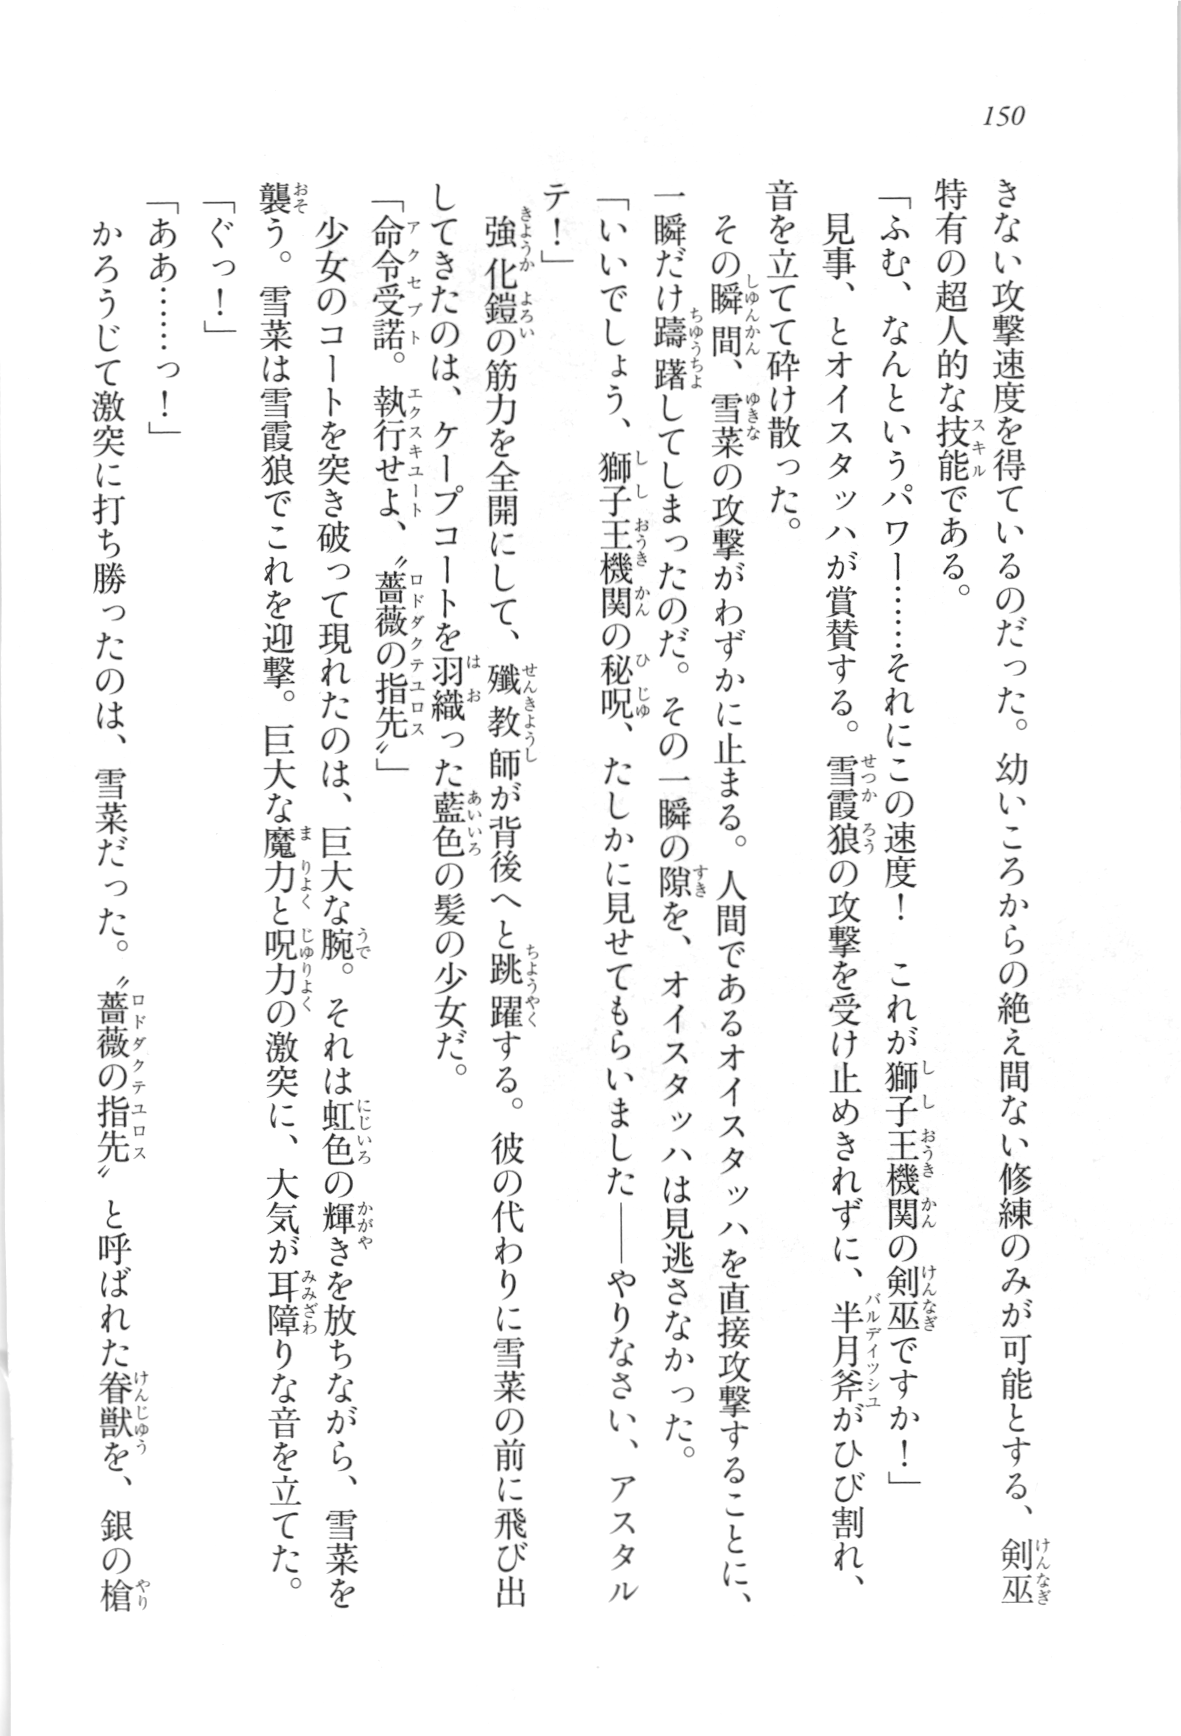 150
きない攻撃速度を得ているのだった。幼いころからの絶え間ない修練のみが可能とする、剣巫
特有の超人的な技能である。
「ふむ、なんというパワー……それにこの速度！　これが獅子王機関の剣巫ですか！」
見事、とオイスタッハが賞賛する。雪霞狼の攻撃を受け止めきれずに、半月斧がひび割れ、
音を立てて砕け散った。
その瞬間、雪菜の攻撃がわずかに止まる。人間であるオイスタッハを直接攻撃することに、
一瞬だけ躊躇してしまったのだ。その一瞬の隙を、オイスタッハは見逃さなかった。
「いいでしょう、獅子王機関の秘呪、たしかに見せてもらいました――やりなさい、アスタル
テ！」
強化鎧の筋力を全開にして、殲教師が背後へと跳躍する。彼の代わりに雪菜の前に飛び出
してきたのは、ケープコートを羽織った藍色の髪の少女だ。
「命令受諾。執行せよ、〝薔薇の指先〟」
少女のコートを突き破って現れたのは、巨大な腕。それは虹色の輝きを放ちながら、雪菜を
襲う。雪菜は雪霞狼でこれを迎撃。巨大な魔力と呪力の激突に、大気が耳障りな音を立てた。
「ぐっ！」
「ああ……っ！」
かろうじて激突に打ち勝ったのは、雪菜だった。〝薔薇の指先〟と呼ばれた眷獣を、銀の槍